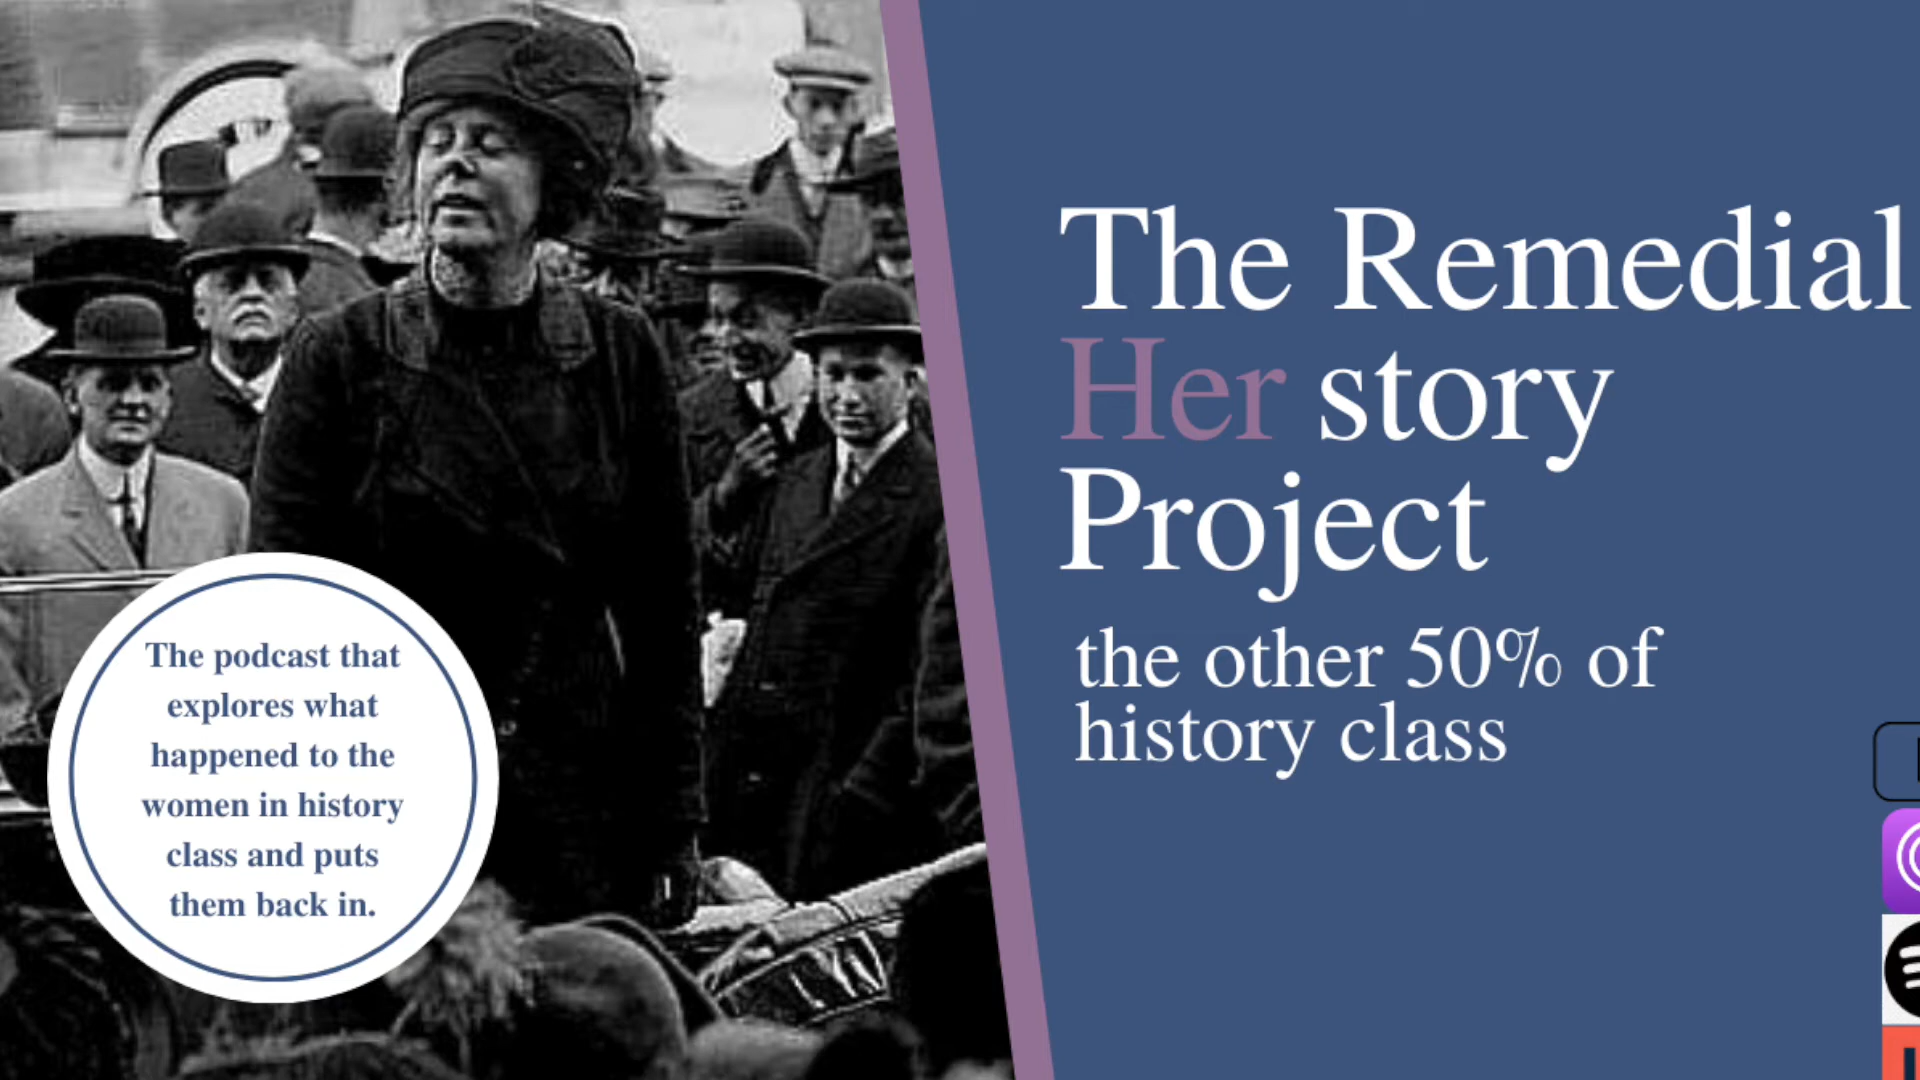 The Remedial
Her story
Project
the other 50% of
history class
The podcast that
explores what
happened to the
women in history
class and puts
them back in.